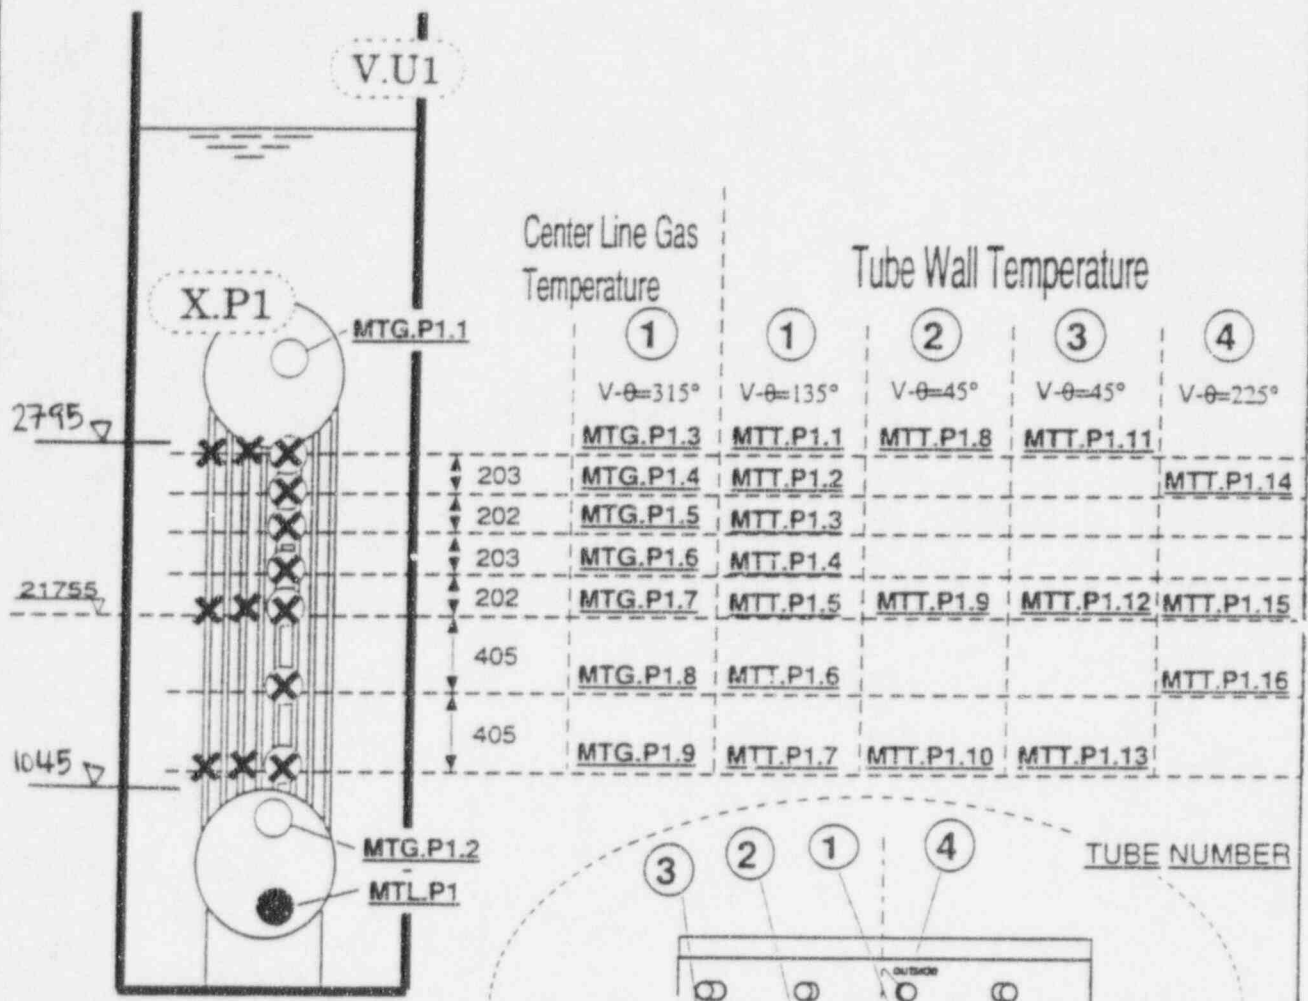 V.U1
X.P1
MTG.P1.1
Center Line Gas
Temperature
Tube Wall Temperature
1 1 2 3 4
V-θ=315° V-θ=135° V-θ=45° V-θ=45° V-θ=225°
2795
MTG.P1.3 MTT.P1.1 MTT.P1.8 MTT.P1.11
203 MTG.P1.4 MTT.P1.2 MTT.P1.14
202 MTG.P1.5 MTT.P1.3
203 MTG.P1.6 MTT.P1.4
21755 202 MTG.P1.7 MTT.P1.5 MTT.P1.9 MTT.P1.12 MTT.P1.15
405 MTG.P1.8 MTT.P1.6 MTT.P1.16
405 MTG.P1.9 MTT.P1.7 MTT.P1.10 MTT.P1.13
1045
MTG.P1.2
MTL.P1
3 2 1 4 TUBE NUMBER
OUTSIDE